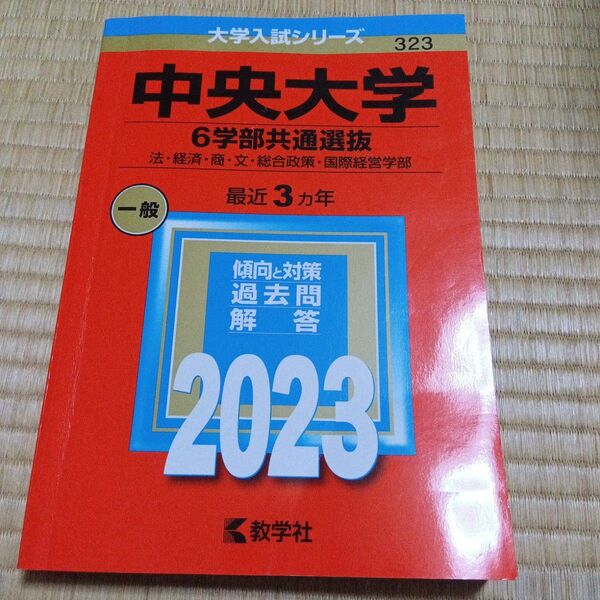 大学入試シリーズ
323
中央大学
6学部共通選抜
法・経済・商・文・総合政策・国際経営学部
一般
最近3カ年
傾向と対策
過去問
解答
2023
教学社